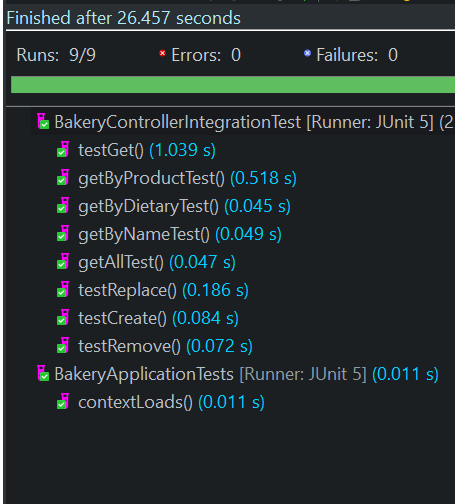 Finished after 26.457 seconds
Runs: 9/9 Errors: 0 Failures: 0
BakeryControllerIntegrationTest [Runner: JUnit 5] (2
testGet() (1.039 s)
getByProductTest() (0.518 s)
getByDietaryTest() (0.045 s)
getByNameTest() (0.049 s)
getAllTest() (0.047 s)
testReplace() (0.186 s)
testCreate() (0.084 s)
testRemove() (0.072 s)
BakeryApplicationTests [Runner: JUnit 5] (0.011 s)
contextLoads() (0.011 s)